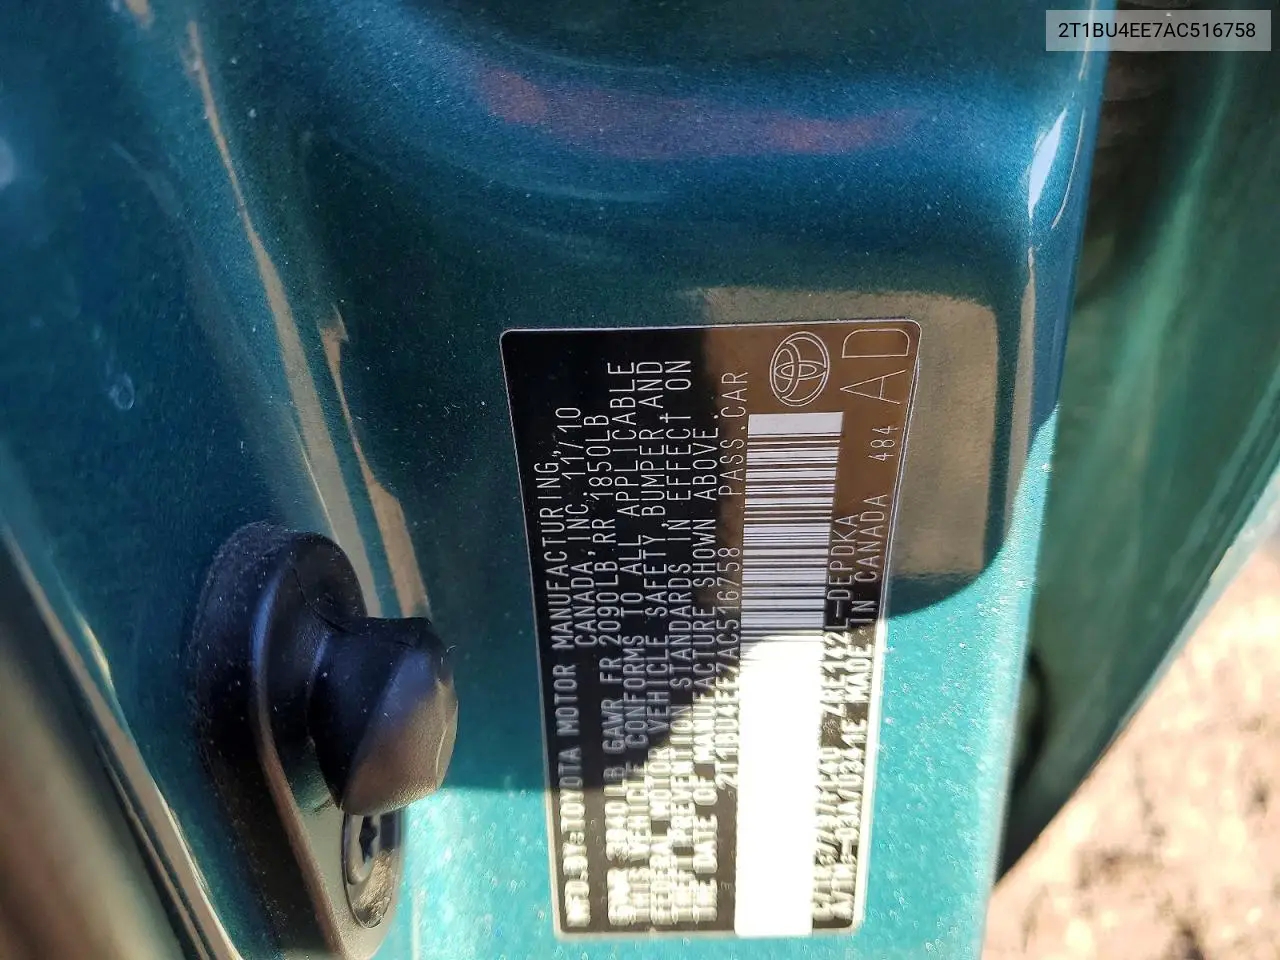 2T1BU4EE7AC516758
MFD.BY: TOYOTA MOTOR MANUFACTURING,
CANADA, INC. 11/10
GVWR 3840LB GAWR FR 2090LB.RR 1850LB
THIS VEHICLE CONFORMS TO ALL APPLICABLE
FEDERAL MOTOR VEHICLE SAFETY,BUMPER,AND
THEFT PREVENTION STANDARDS IN EFFECT ON
THE DATE OF MANUFACTURE SHOWN ABOVE.
2T1BU4EE7AC516758 PASS.CAR
ZRE142L-DEPDKA
MADE IN CANADA 484
AD